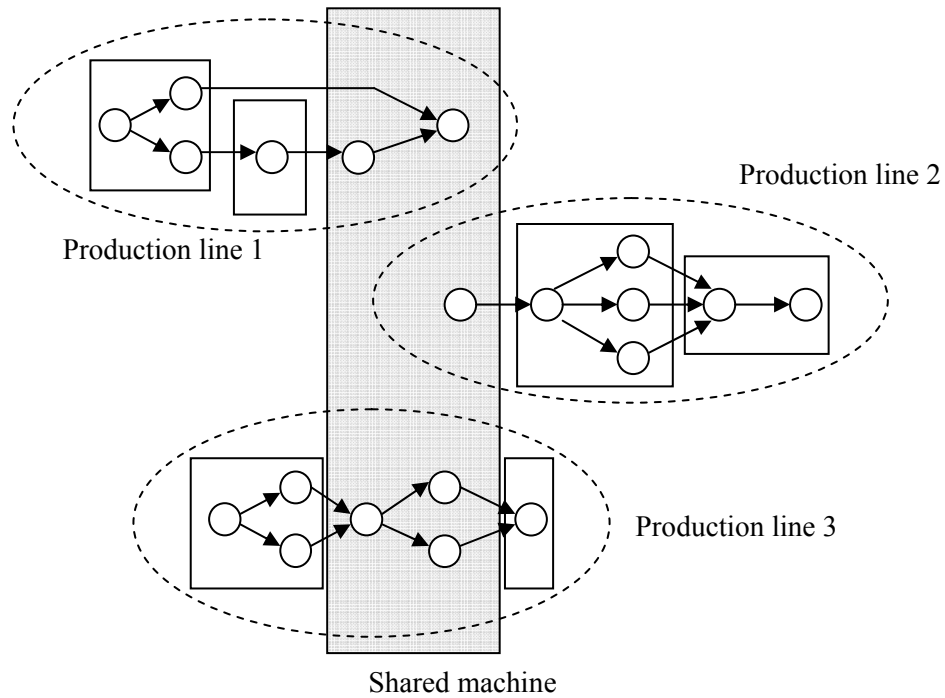 Production line 2
Production line 1
Production line 3
Shared machine